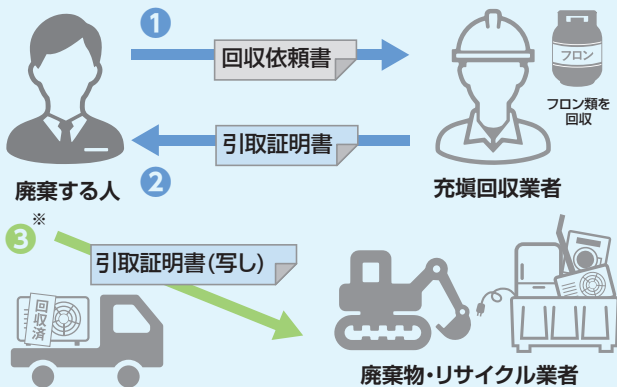 1
回収依頼書
フロン
フロン類を
回収
引取証明書
2
廃棄する人
充塡回収業者
3
※
引取証明書(写し)
回収済
廃棄物・リサイクル業者